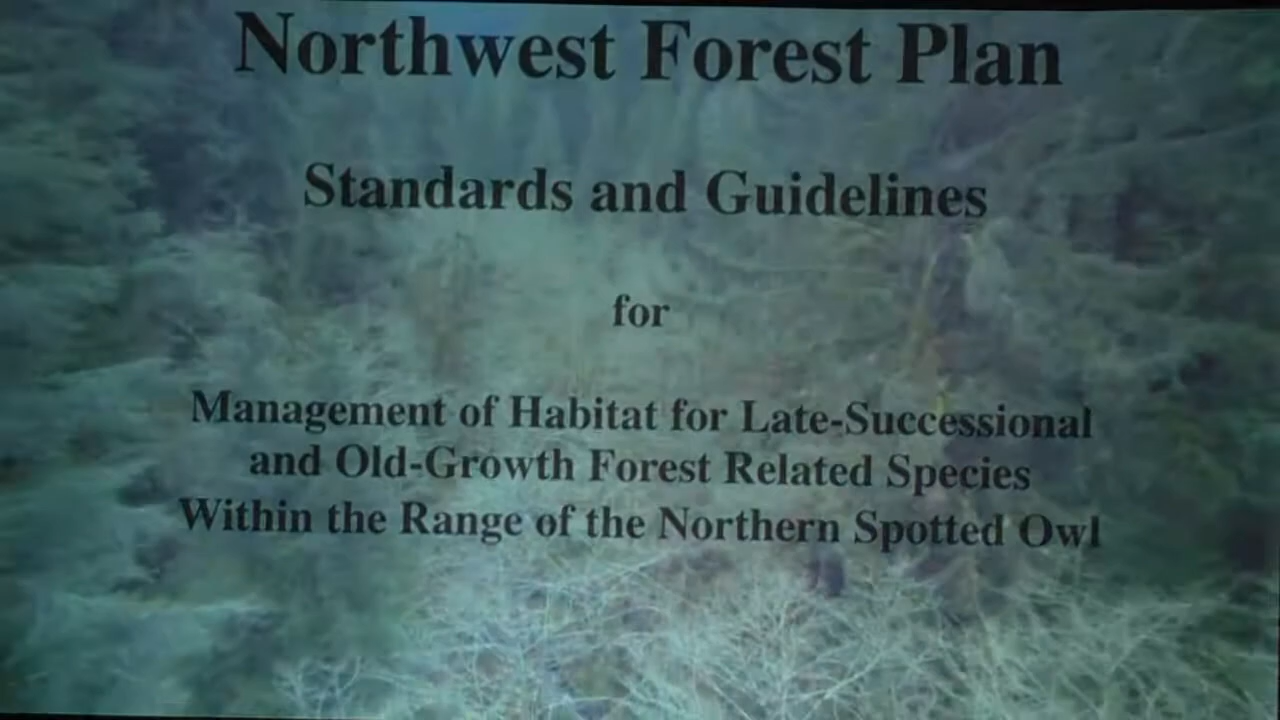 Northwest Forest Plan
Standards and Guidelines
for
Management of Habitat for Late-Successional
and Old-Growth Forest Related Species
Within the Range of the Northern Spotted Owl